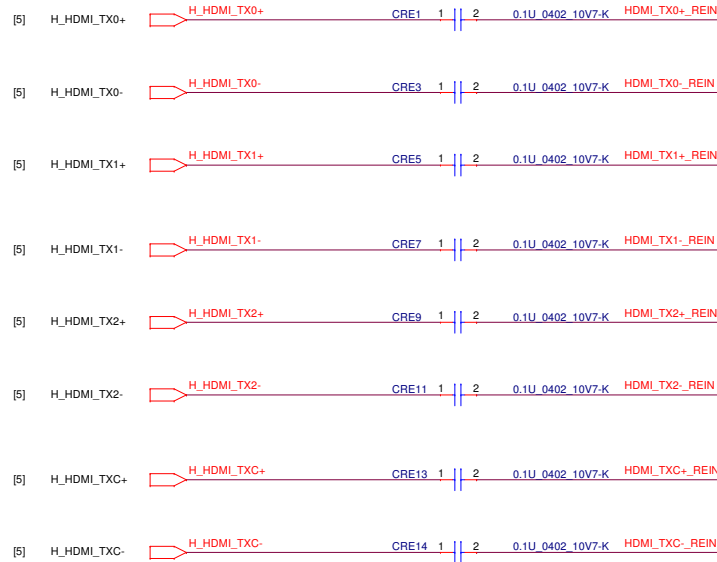 [5] H_HDMI_TX0+ H_HDMI_TX0+ CRE1 1 2 0.1U_0402_10V7-K HDMI_TX0+_REIN
[5] H_HDMI_TX0- H_HDMI_TX0- CRE3 1 2 0.1U_0402_10V7-K HDMI_TX0-_REIN
[5] H_HDMI_TX1+ H_HDMI_TX1+ CRE5 1 2 0.1U_0402_10V7-K HDMI_TX1+_REIN
[5] H_HDMI_TX1- H_HDMI_TX1- CRE7 1 2 0.1U_0402_10V7-K HDMI_TX1-_REIN
[5] H_HDMI_TX2+ H_HDMI_TX2+ CRE9 1 2 0.1U_0402_10V7-K HDMI_TX2+_REIN
[5] H_HDMI_TX2- H_HDMI_TX2- CRE11 1 2 0.1U_0402_10V7-K HDMI_TX2-_REIN
[5] H_HDMI_TXC+ H_HDMI_TXC+ CRE13 1 2 0.1U_0402_10V7-K HDMI_TXC+_REIN
[5] H_HDMI_TXC- H_HDMI_TXC- CRE14 1 2 0.1U_0402_10V7-K HDMI_TXC-_REIN